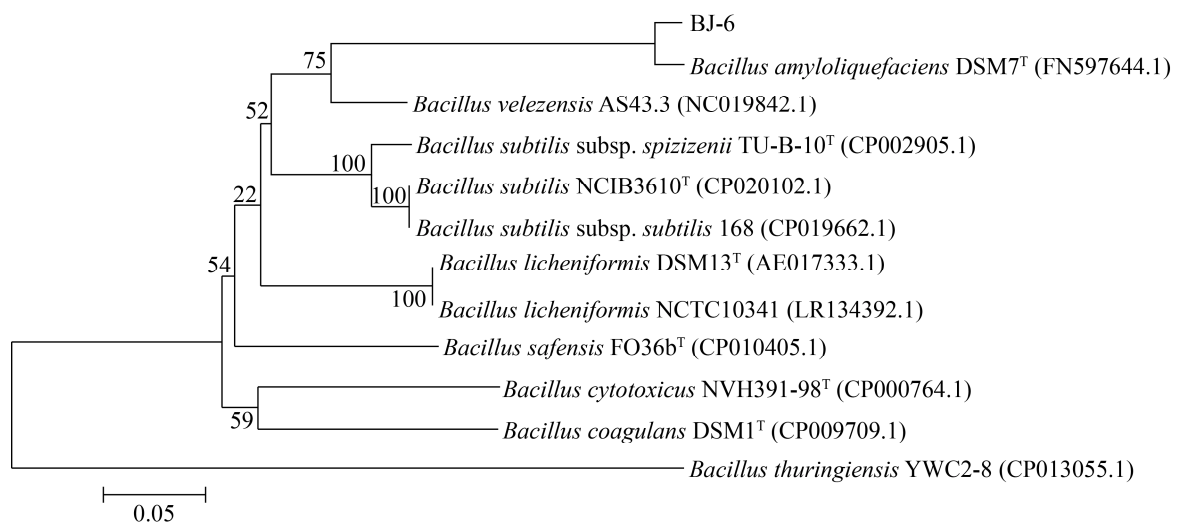 BJ-6
Bacillus amyloliquefaciens DSM7ᵀ (FN597644.1)
75
Bacillus velezensis AS43.3 (NC019842.1)
52
Bacillus subtilis subsp. spizizenii TU-B-10ᵀ (CP002905.1)
100
Bacillus subtilis NCIB3610ᵀ (CP020102.1)
100
22
Bacillus subtilis subsp. subtilis 168 (CP019662.1)
54
Bacillus licheniformis DSM13ᵀ (AE017333.1)
100
Bacillus licheniformis NCTC10341 (LR134392.1)
Bacillus safensis FO36bᵀ (CP010405.1)
Bacillus cytotoxicus NVH391-98ᵀ (CP000764.1)
59
Bacillus coagulans DSM1ᵀ (CP009709.1)
Bacillus thuringiensis YWC2-8 (CP013055.1)
0.05